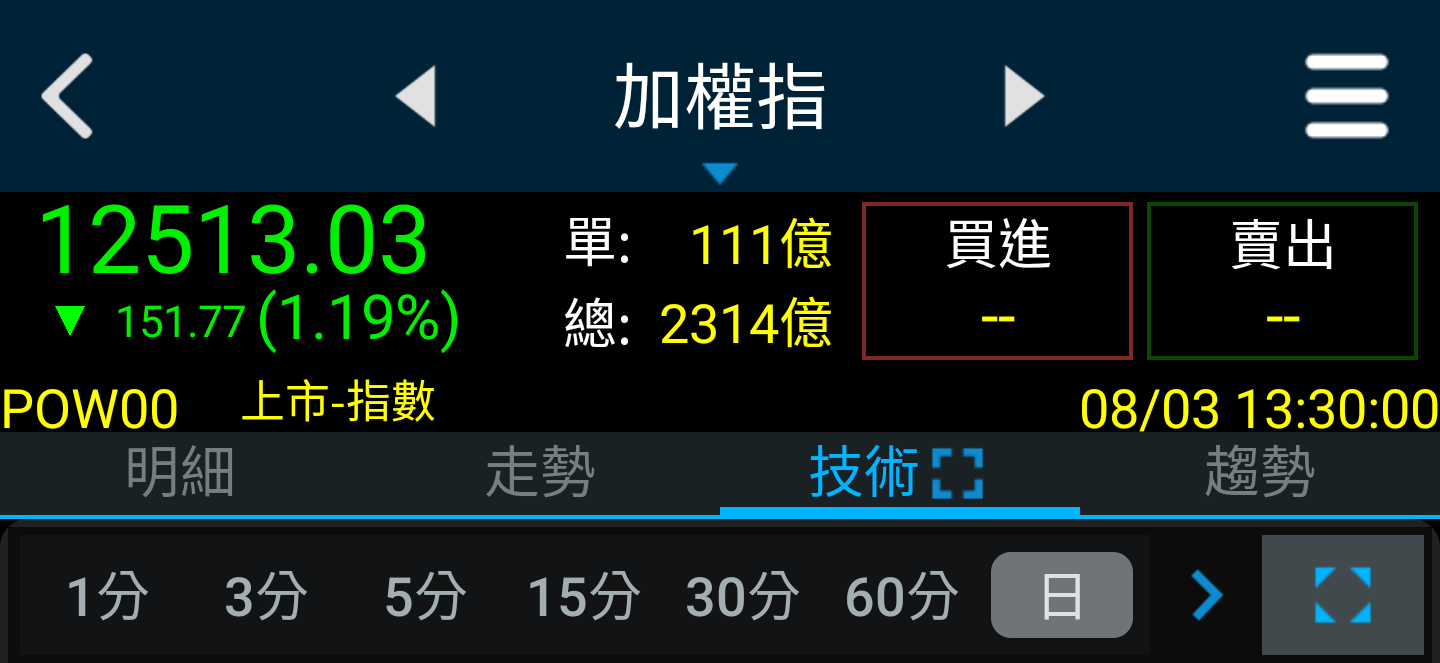 加權指
12513.03
▼ 151.77 (1.19%)
單: 111億
總: 2314億
買進
--
賣出
--
POW00 上市-指數 08/03 13:30:00
明細 走勢 技術 趨勢
1分 3分 5分 15分 30分 60分 日